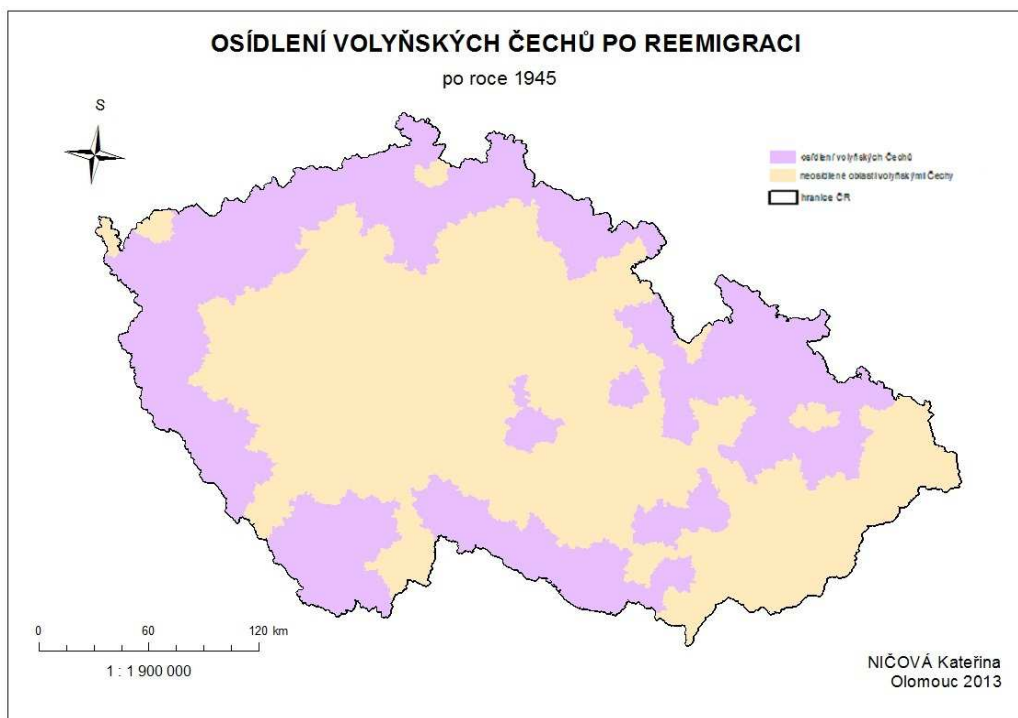 OSÍDLENÍ VOLYŇSKÝCH ČECHŮ PO REEMIGRACI
po roce 1945
S
osídlení volyňských Čechů
neosídlené oblasti volyňskými Čechy
hranice ČR
0 60 120 km
1 : 1 900 000
NIČOVÁ Kateřina
Olomouc 2013